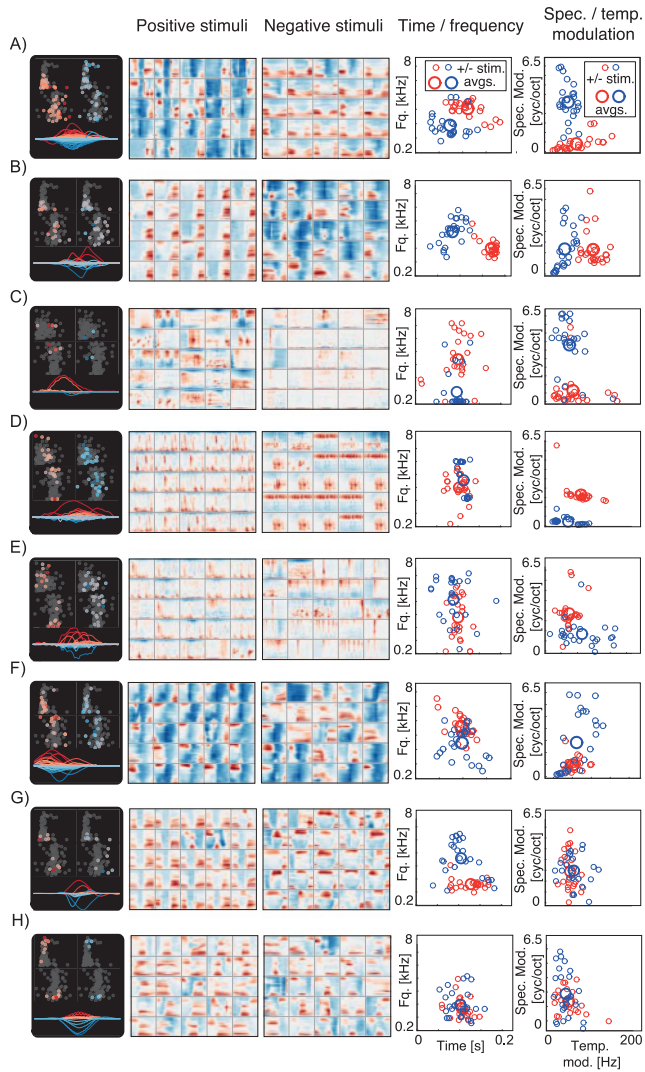 Positive stimuli
Negative stimuli
Time / frequency
Spec. / temp.
modulation
A)
8
Fq. [kHz]
0.2
+/- stim.
avgs.
6.5
Spec. Mod.
[cyc/oct]
0
+/- stim.
avgs.
B)
8
Fq. [kHz]
0.2
6.5
Spec. Mod.
[cyc/oct]
0
C)
8
Fq. [kHz]
0.2
6.5
Spec. Mod.
[cyc/oct]
0
D)
8
Fq. [kHz]
0.2
6.5
Spec. Mod.
[cyc/oct]
0
E)
8
Fq. [kHz]
0.2
6.5
Spec. Mod.
[cyc/oct]
0
F)
8
Fq. [kHz]
0.2
6.5
Spec. Mod.
[cyc/oct]
0
G)
8
Fq. [kHz]
0.2
6.5
Spec. Mod.
[cyc/oct]
0
H)
8
Fq. [kHz]
0.2
6.5
Spec. Mod.
[cyc/oct]
0
0
Time [s]
0.2
0
Temp.
mod. [Hz]
200